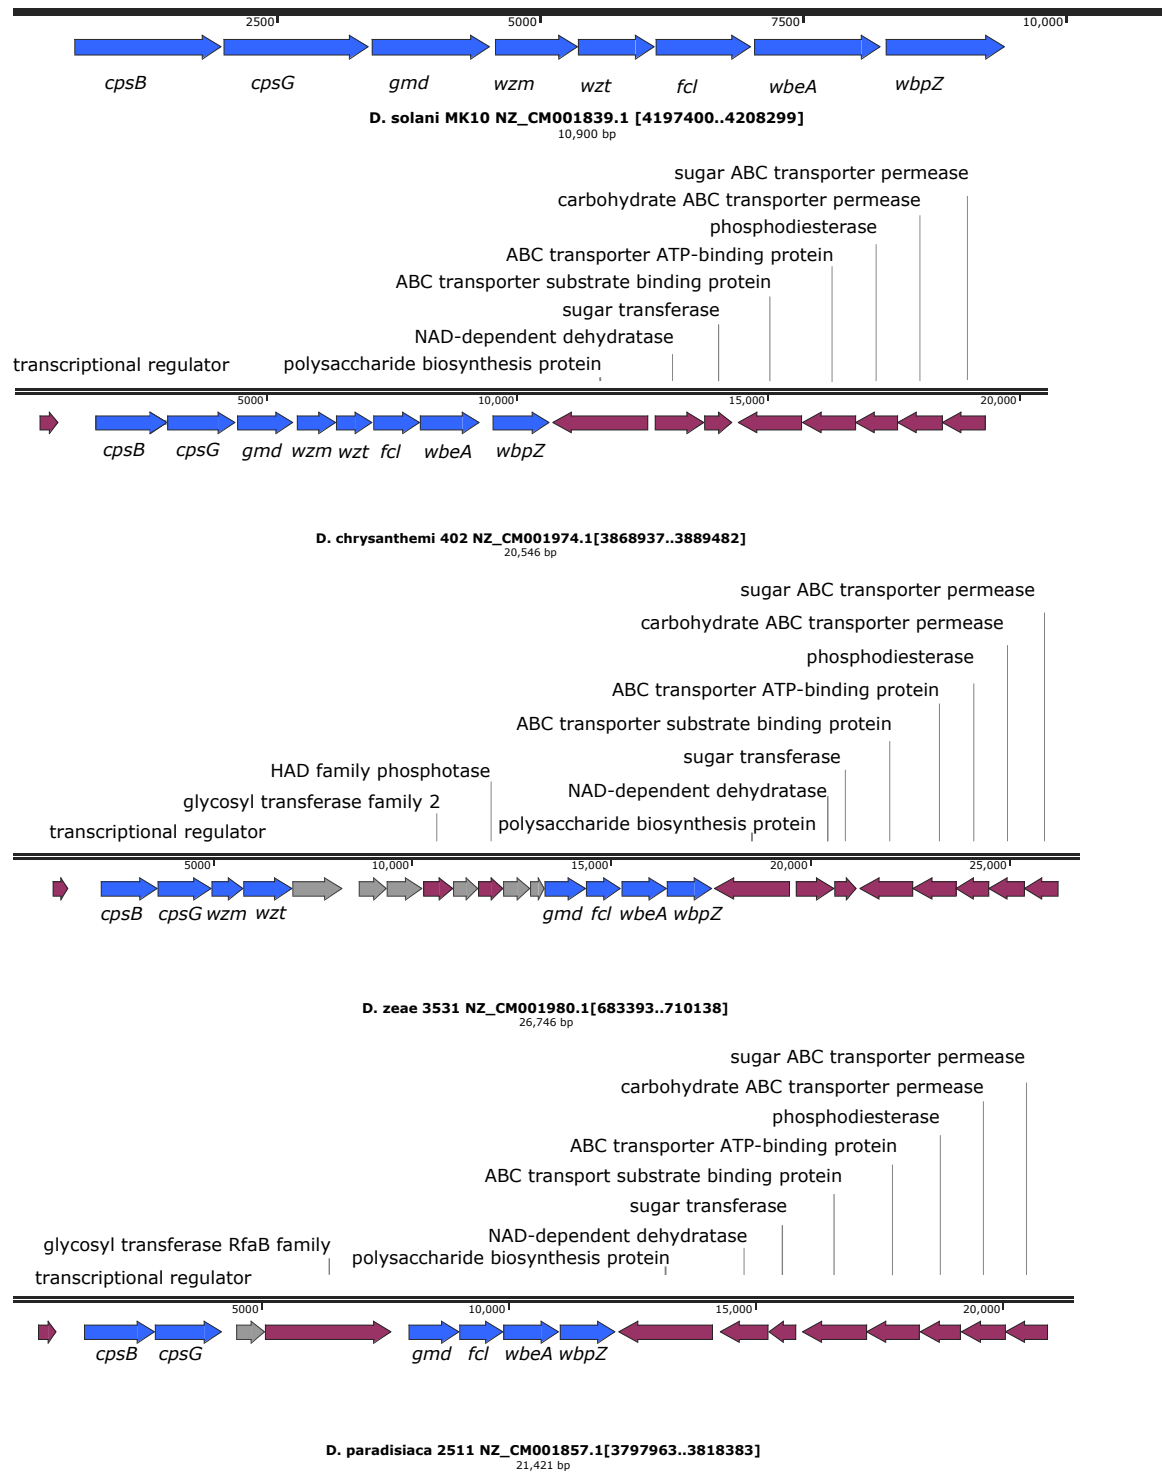 2500 5000 7500 10,000
cpsB cpsG gmd wzm wzt fcl wbeA wbpZ
D. solani MK10 NZ_CM001839.1 [4197400..4208299]
10,900 bp
sugar ABC transporter permease
carbohydrate ABC transporter permease
phosphodiesterase
ABC transporter ATP-binding protein
ABC transporter substrate binding protein
sugar transferase
NAD-dependent dehydratase
transcriptional regulator polysaccharide biosynthesis protein
5000 10,000 15,000 20,000
cpsB cpsG gmd wzm wzt fcl wbeA wbpZ
D. chrysanthemi 402 NZ_CM001974.1[3868937..3889482]
20,546 bp
sugar ABC transporter permease
carbohydrate ABC transporter permease
phosphodiesterase
ABC transporter ATP-binding protein
ABC transporter substrate binding protein
sugar transferase
HAD family phosphotase
NAD-dependent dehydratase
glycosyl transferase family 2
polysaccharide biosynthesis protein
transcriptional regulator
5000 10,000 15,000 20,000 25,000
cpsB cpsG wzm wzt gmd fcl wbeA wbpZ
D. zeae 3531 NZ_CM001980.1[683393..710138]
26,746 bp
sugar ABC transporter permease
carbohydrate ABC transporter permease
phosphodiesterase
ABC transporter ATP-binding protein
ABC transport substrate binding protein
sugar transferase
NAD-dependent dehydratase
glycosyl transferase RfaB family
polysaccharide biosynthesis protein
transcriptional regulator
5000 10,000 15,000 20,000
cpsB cpsG gmd fcl wbeA wbpZ
D. paradisiaca 2511 NZ_CM001857.1[3797963..3818383]
21,421 bp